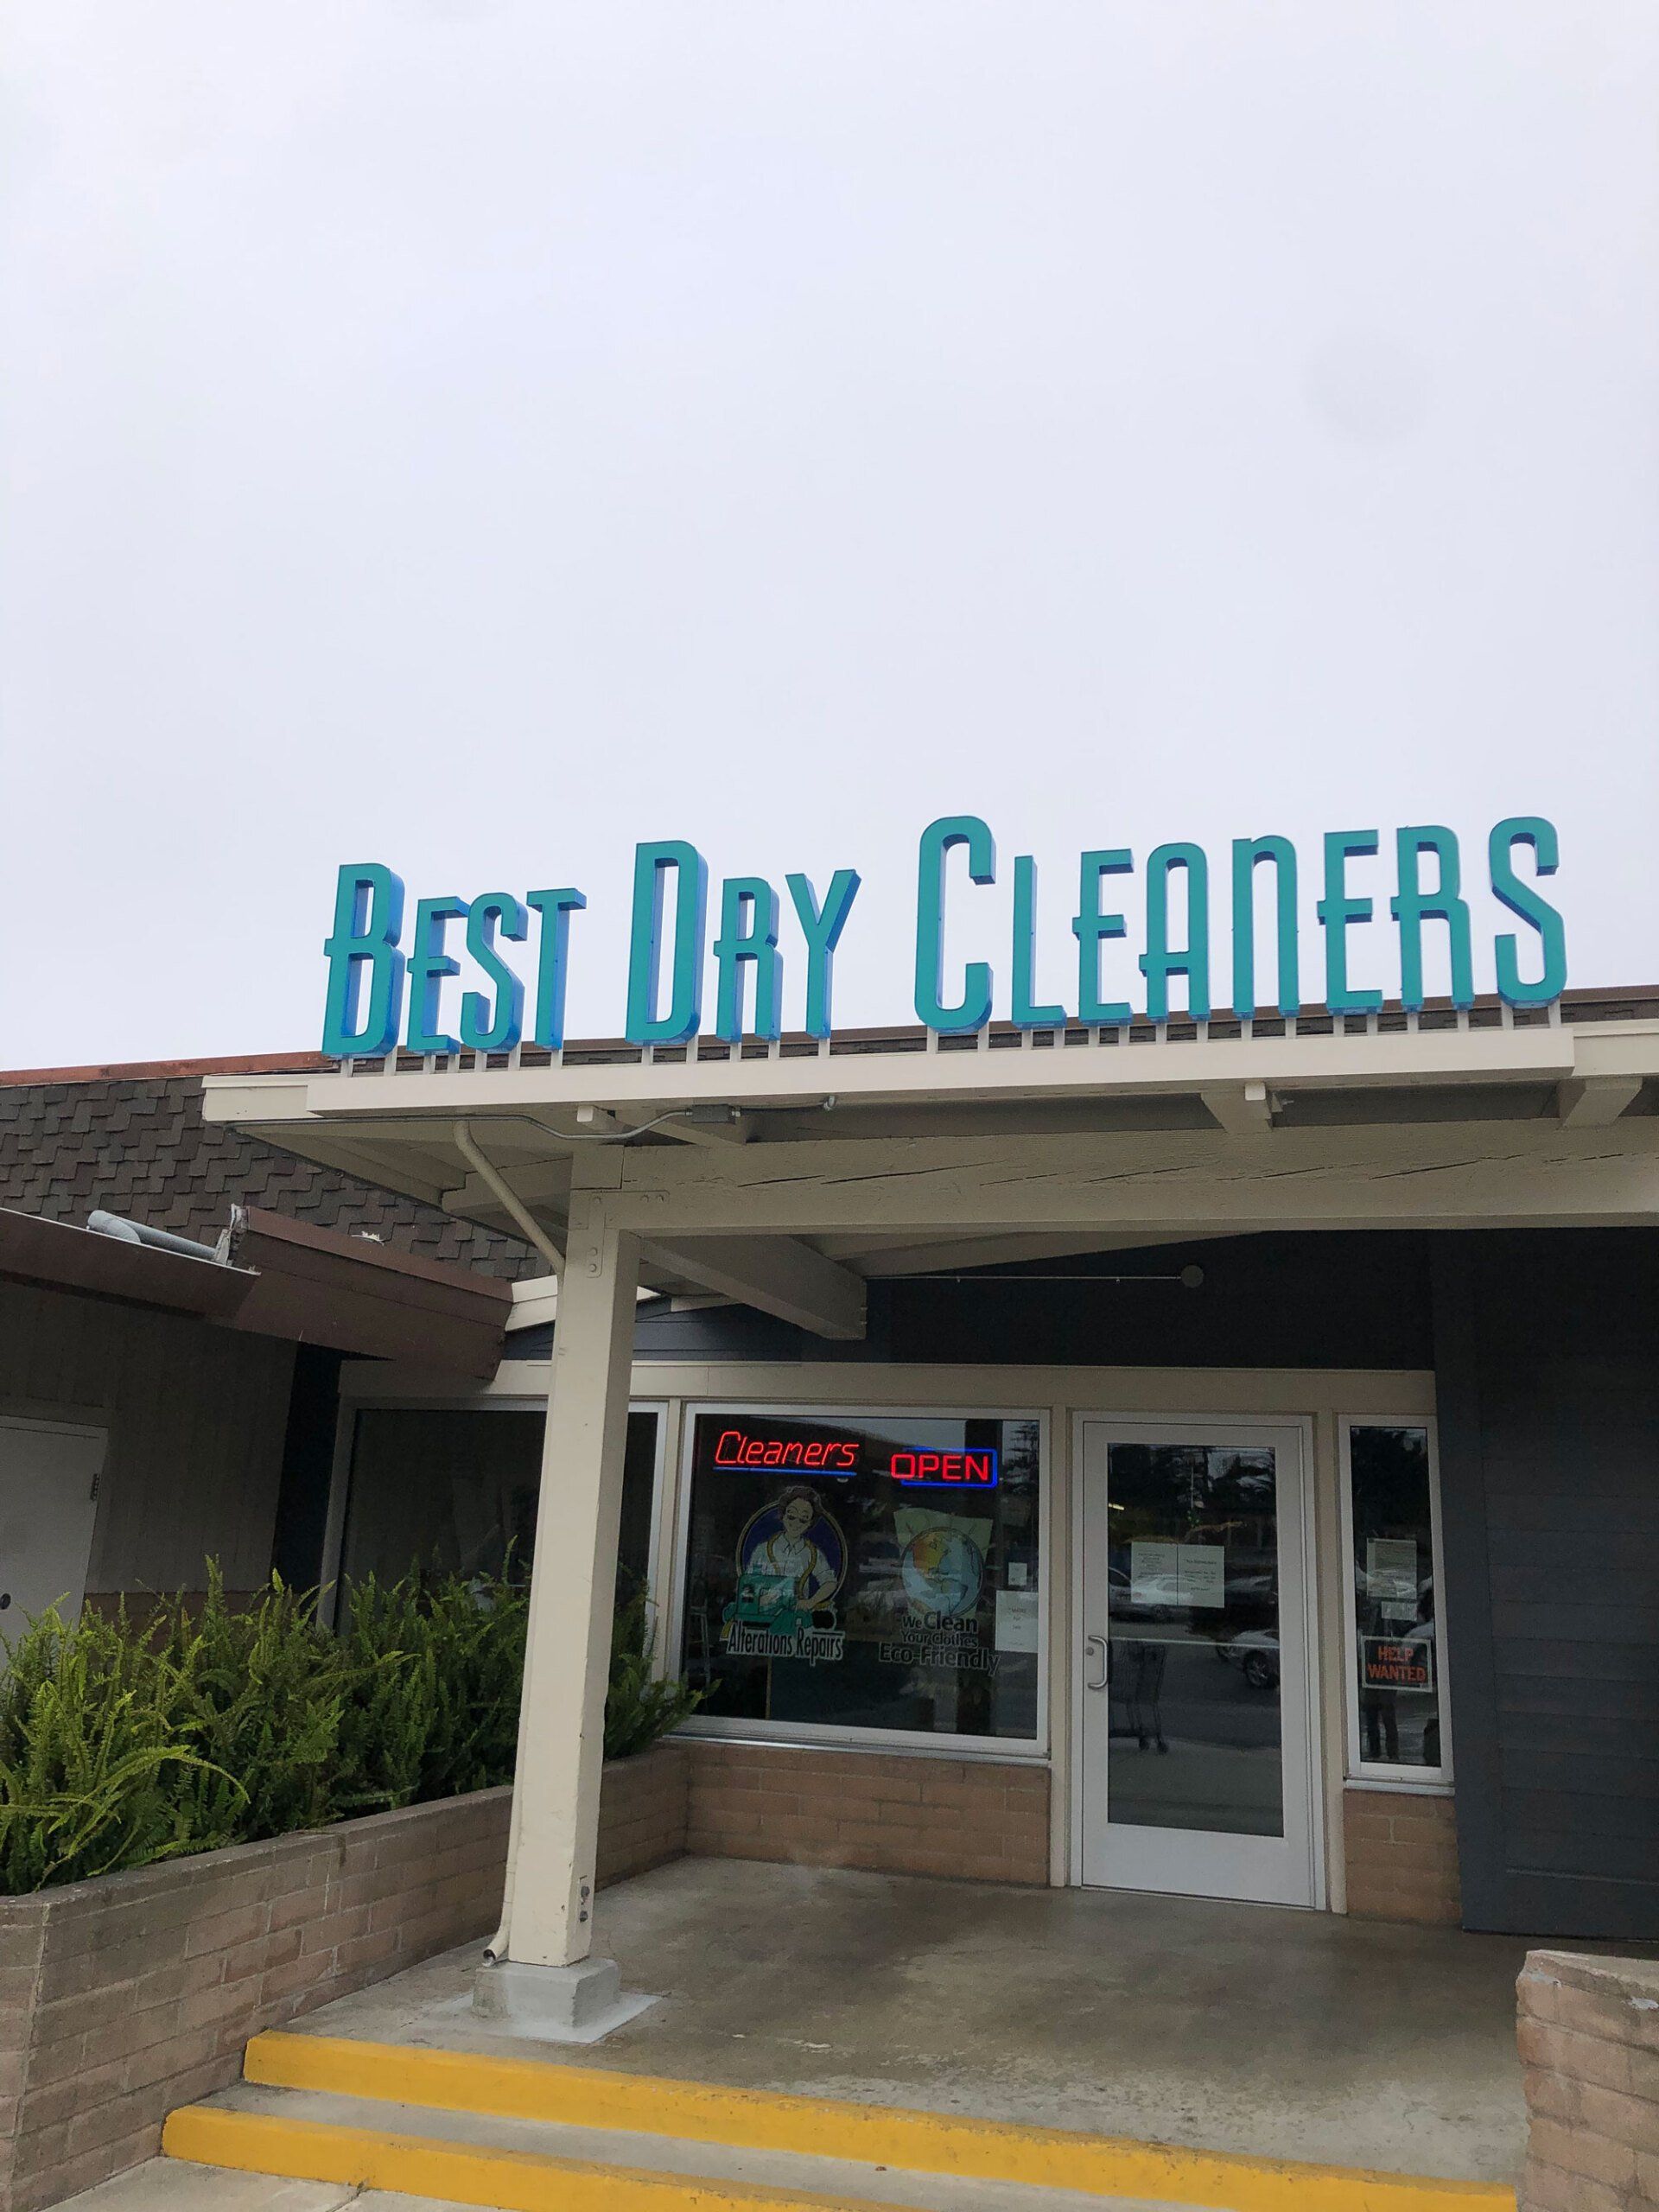 BEST DRY CLEANERS
Cleaners
OPEN
Alterations Repairs
We Clean
Your Clothes
Eco-Friendly
HELP
WANTED